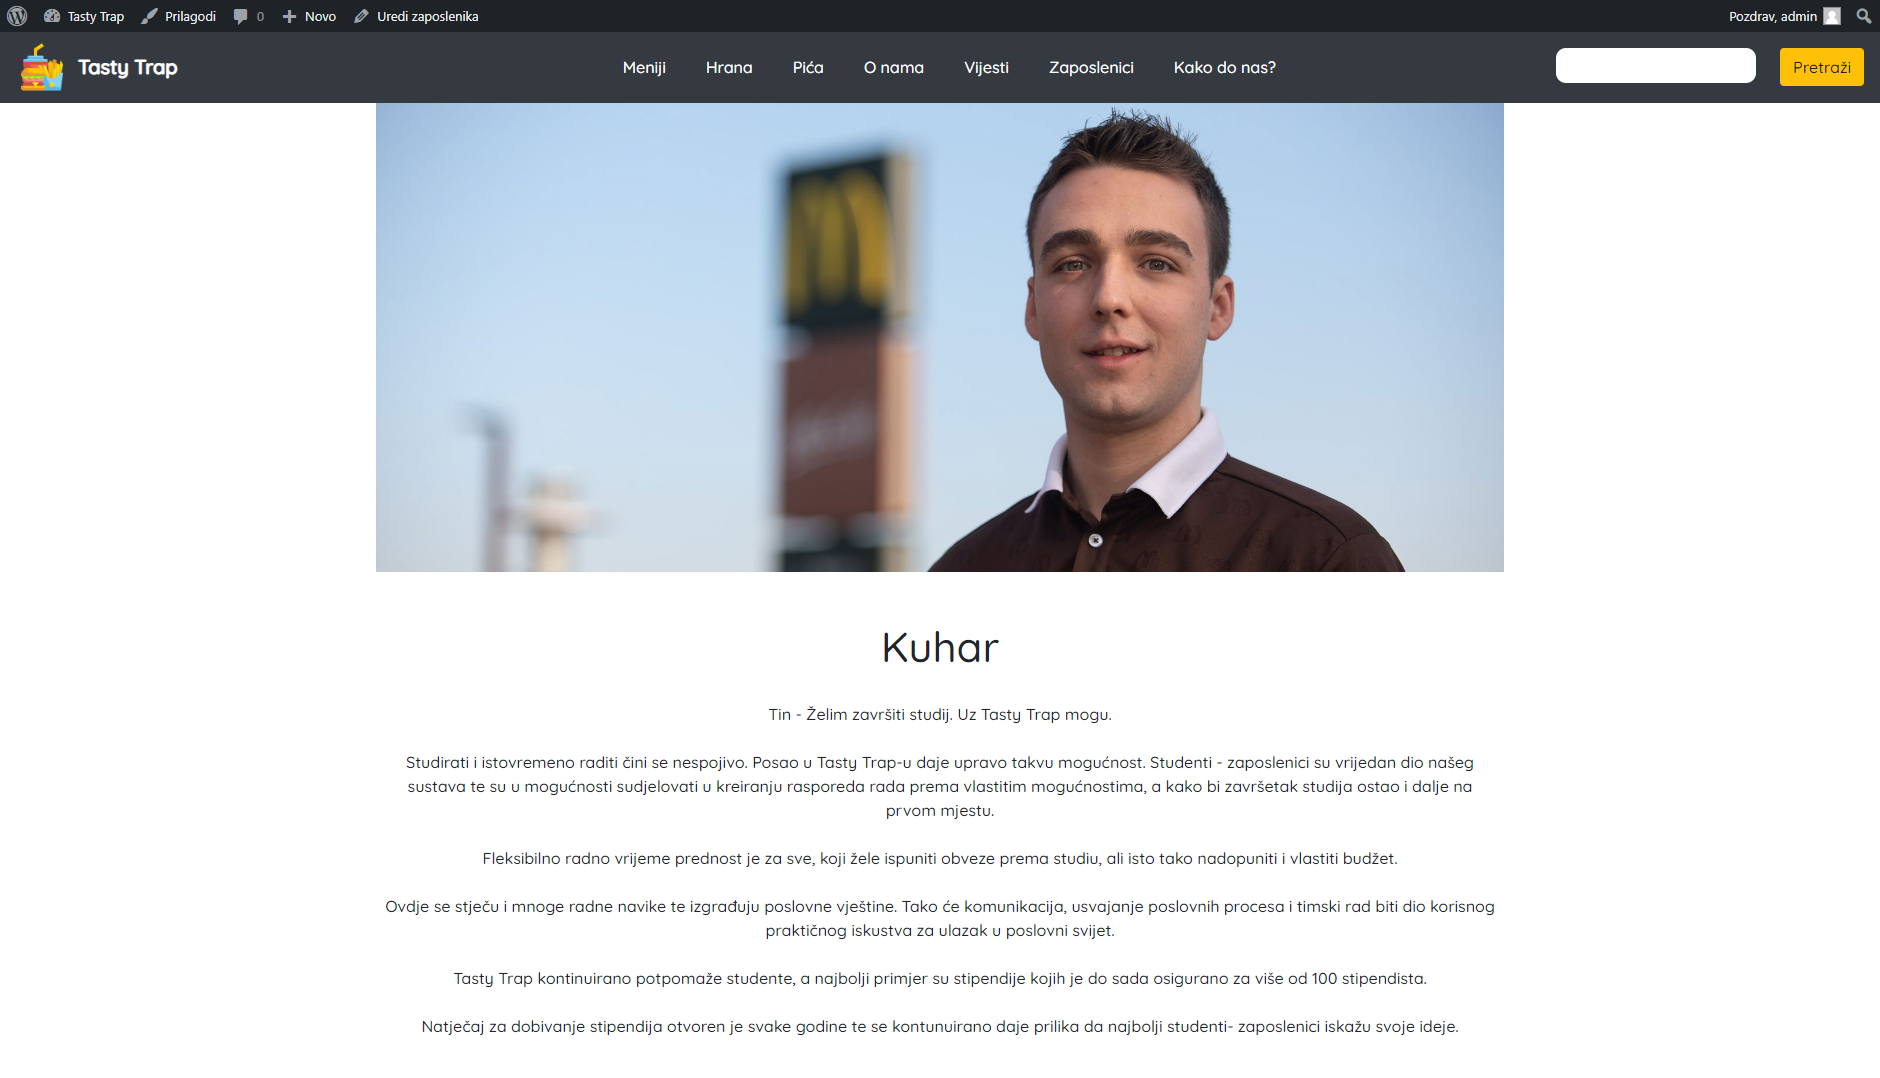 Tasty Trap Prilagodi 0 Novo Uredi zaposlenika Pozdrav, admin
Tasty Trap Meniji Hrana Pića O nama Vijesti Zaposlenici Kako do nas? Pretraži
Kuhar
Tin - Želim završiti studij. Uz Tasty Trap mogu.
Studirati i istovremeno raditi čini se nespojivo. Posao u Tasty Trap-u daje upravo takvu mogućnost. Studenti - zaposlenici su vrijedan dio našeg
sustava te su u mogućnosti sudjelovati u kreiranju rasporeda rada prema vlastitim mogućnostima, a kako bi završetak studija ostao i dalje na
prvom mjestu.
Fleksibilno radno vrijeme prednost je za sve, koji žele ispuniti obveze prema studiu, ali isto tako nadopuniti i vlastiti budžet.
Ovdje se stječu i mnoge radne navike te izgrađuju poslovne vještine. Tako će komunikacija, usvajanje poslovnih procesa i timski rad biti dio korisnog
praktičnog iskustva za ulazak u poslovni svijet.
Tasty Trap kontinuirano potpomaže studente, a najbolji primjer su stipendije kojih je do sada osigurano za više od 100 stipendista.
Natječaj za dobivanje stipendija otvoren je svake godine te se kontunuirano daje prilika da najbolji studenti- zaposlenici iskažu svoje ideje.